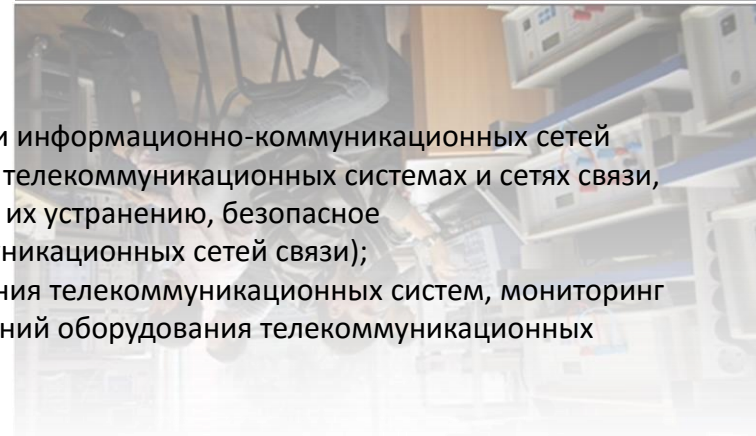 и информационно-коммуникационных сетей
телекоммуникационных системах и сетях связи,
их устранению, безопасное
никационных сетей связи);
ния телекоммуникационных систем, мониторинг
ний оборудования телекоммуникационных